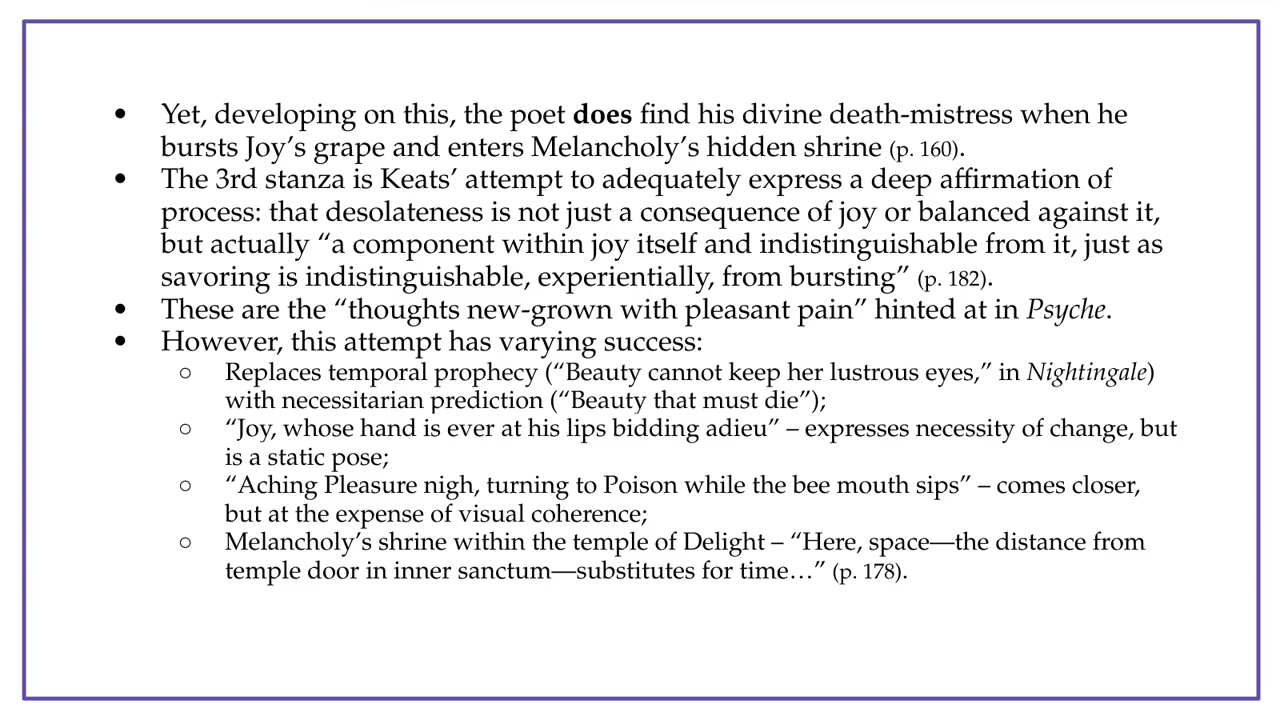 • Yet, developing on this, the poet does find his divine death-mistress when he
bursts Joy’s grape and enters Melancholy’s hidden shrine (p. 160).
• The 3rd stanza is Keats’ attempt to adequately express a deep affirmation of
process: that desolateness is not just a consequence of joy or balanced against it,
but actually “a component within joy itself and indistinguishable from it, just as
savoring is indistinguishable, experientially, from bursting” (p. 182).
• These are the “thoughts new-grown with pleasant pain” hinted at in Psyche.
• However, this attempt has varying success:
○ Replaces temporal prophecy (“Beauty cannot keep her lustrous eyes,” in Nightingale)
with necessitarian prediction (“Beauty that must die”);
○ “Joy, whose hand is ever at his lips bidding adieu” – expresses necessity of change, but
is a static pose;
○ “Aching Pleasure nigh, turning to Poison while the bee mouth sips” – comes closer,
but at the expense of visual coherence;
○ Melancholy’s shrine within the temple of Delight – “Here, space—the distance from
temple door in inner sanctum—substitutes for time…” (p. 178).